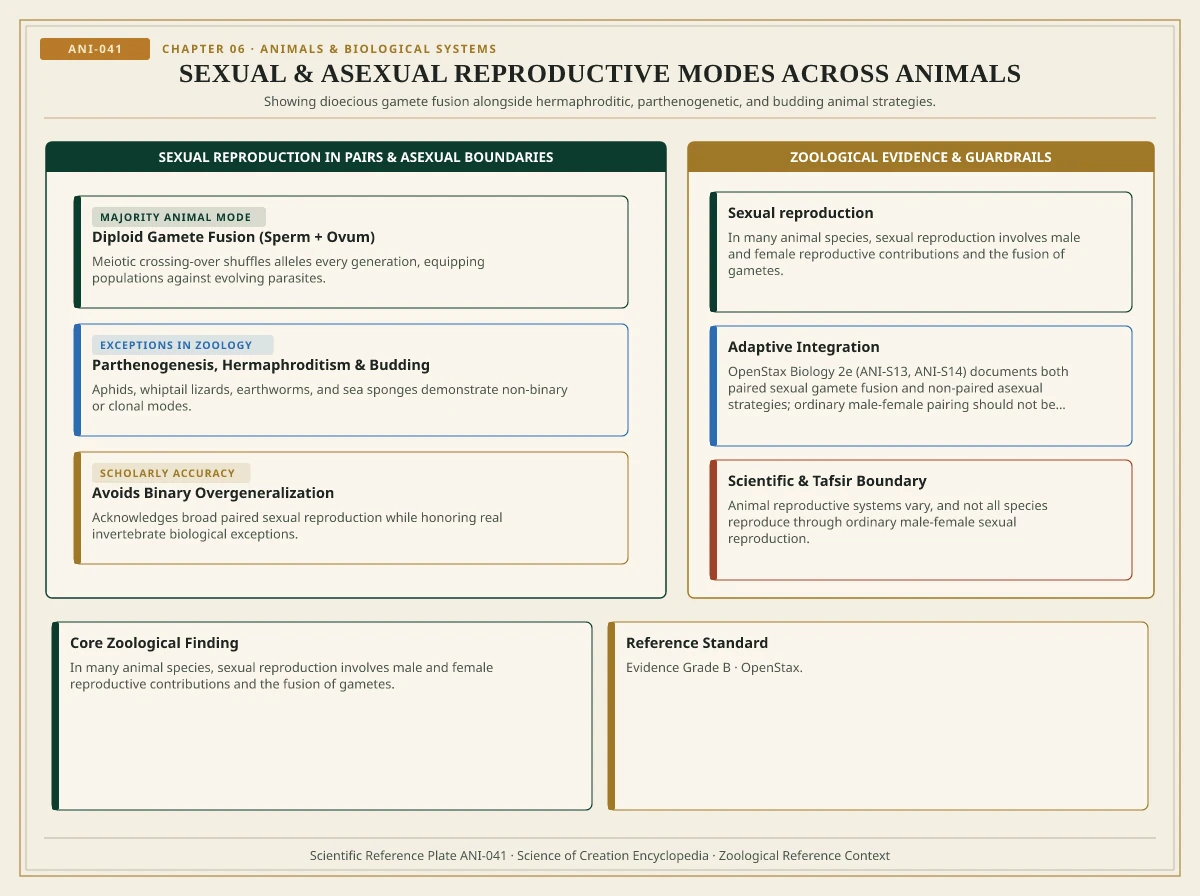 ANI-041
CHAPTER 06 · ANIMALS & BIOLOGICAL SYSTEMS
SEXUAL & ASEXUAL REPRODUCTIVE MODES ACROSS ANIMALS
Showing dioecious gamete fusion alongside hermaphroditic, parthenogenetic, and budding animal strategies.
SEXUAL REPRODUCTION IN PAIRS & ASEXUAL BOUNDARIES
MAJORITY ANIMAL MODE
Diploid Gamete Fusion (Sperm + Ovum)
Meiotic crossing-over shuffles alleles every generation, equipping
populations against evolving parasites.
EXCEPTIONS IN ZOOLOGY
Parthenogenesis, Hermaphroditism & Budding
Aphids, whiptail lizards, earthworms, and sea sponges demonstrate non-binary
or clonal modes.
SCHOLARLY ACCURACY
Avoids Binary Overgeneralization
Acknowledges broad paired sexual reproduction while honoring real
invertebrate biological exceptions.
ZOOLOGICAL EVIDENCE & GUARDRAILS
Sexual reproduction
In many animal species, sexual reproduction involves male
and female reproductive contributions and the fusion of
gametes.
Adaptive Integration
OpenStax Biology 2e (ANI-S13, ANI-S14) documents both
paired sexual gamete fusion and non-paired asexual
strategies; ordinary male-female pairing should not be...
Scientific & Tafsir Boundary
Animal reproductive systems vary, and not all species
reproduce through ordinary male-female sexual
reproduction.
Core Zoological Finding
In many animal species, sexual reproduction involves male and female
reproductive contributions and the fusion of gametes.
Reference Standard
Evidence Grade B · OpenStax.
Scientific Reference Plate ANI-041 · Science of Creation Encyclopedia · Zoological Reference Context